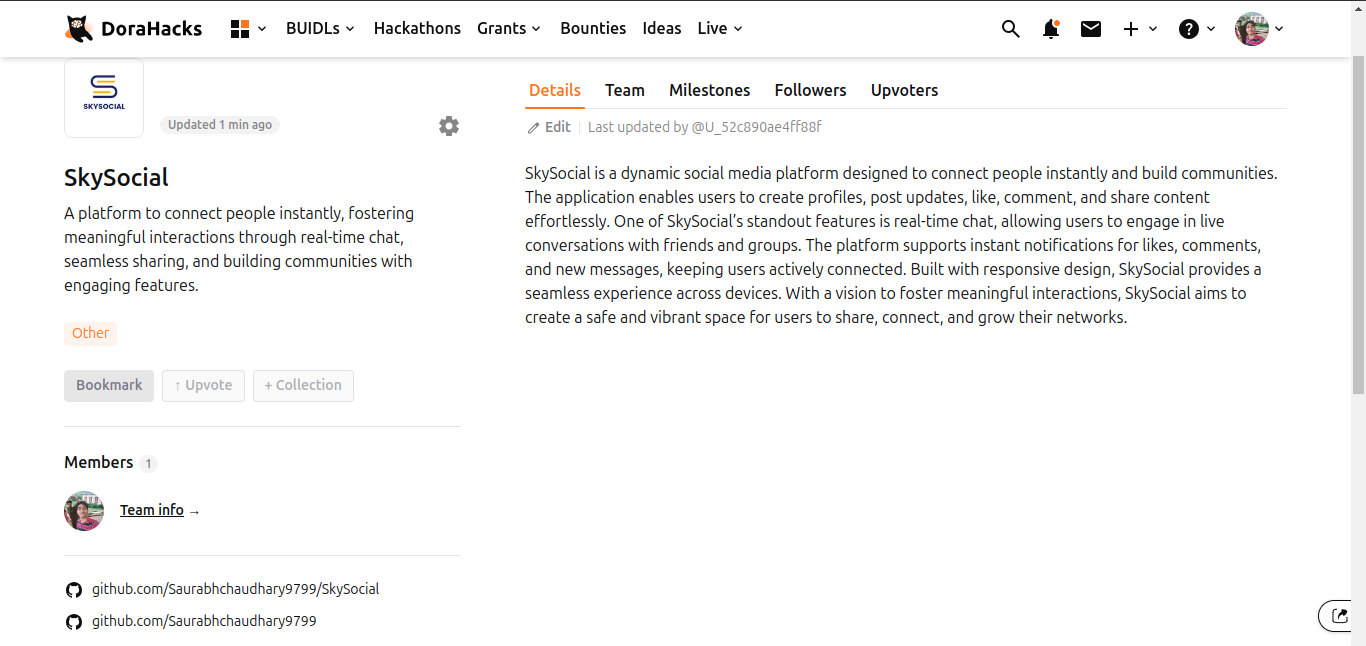 DoraHacks
BUIDLs
Hackathons
Grants
Bounties
Ideas
Live
SKYSOCIAL
Updated 1 min ago
SkySocial
A platform to connect people instantly, fostering
meaningful interactions through real-time chat,
seamless sharing, and building communities with
engaging features.
Other
Bookmark
↑ Upvote
+ Collection
Members 1
Team info →
github.com/Saurabhchaudhary9799/SkySocial
github.com/Saurabhchaudhary9799
Details
Team
Milestones
Followers
Upvoters
Edit
Last updated by @U_52c890ae4ff88f
SkySocial is a dynamic social media platform designed to connect people instantly and build communities.
The application enables users to create profiles, post updates, like, comment, and share content
effortlessly. One of SkySocial’s standout features is real-time chat, allowing users to engage in live
conversations with friends and groups. The platform supports instant notifications for likes, comments,
and new messages, keeping users actively connected. Built with responsive design, SkySocial provides a
seamless experience across devices. With a vision to foster meaningful interactions, SkySocial aims to
create a safe and vibrant space for users to share, connect, and grow their networks.